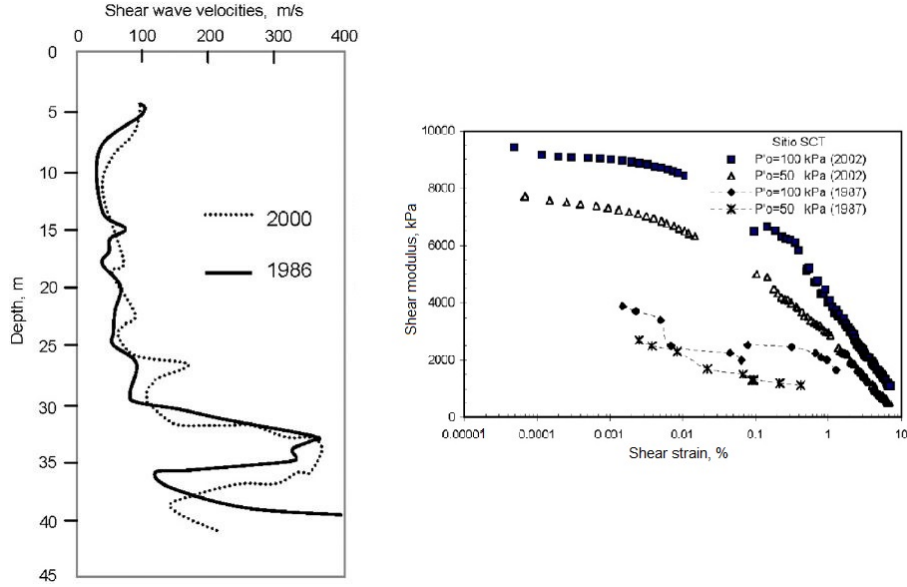 Shear wave velocities, m/s
0 100 200 300 400
Depth, m
0
5
10
15
20
25
30
35
40
45
2000
1986
Shear modulus, kPa
10000
8000
6000
4000
2000
0
Sitio SCT
P'o=100 kPa (2002)
P'o=50 kPa (2002)
P'o=100 kPa (1987)
P'o=50 kPa (1987)
0.00001 0.0001 0.001 0.01 0.1 1 10
Shear strain, %